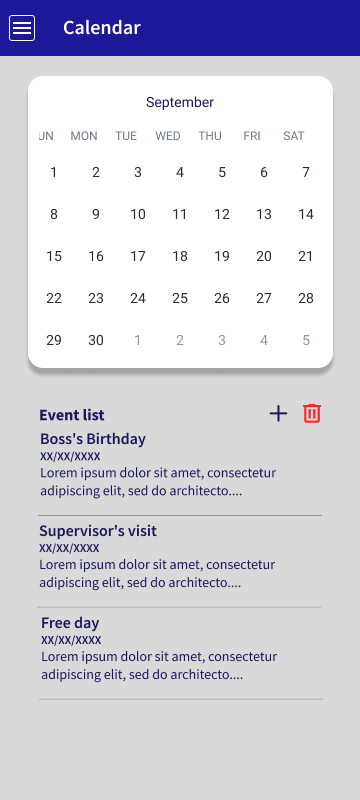 Calendar
September
UN MON TUE WED THU FRI SAT
1 2 3 4 5 6 7
8 9 10 11 12 13 14
15 16 17 18 19 20 21
22 23 24 25 26 27 28
29 30 1 2 3 4 5
Event list
Boss's Birthday
XX/XX/XXXX
Lorem ipsum dolor sit amet, consectetur
adipiscing elit, sed do architecto....
Supervisor's visit
XX/XX/XXXX
Lorem ipsum dolor sit amet, consectetur
adipiscing elit, sed do architecto....
Free day
XX/XX/XXXX
Lorem ipsum dolor sit amet, consectetur
adipiscing elit, sed do architecto....